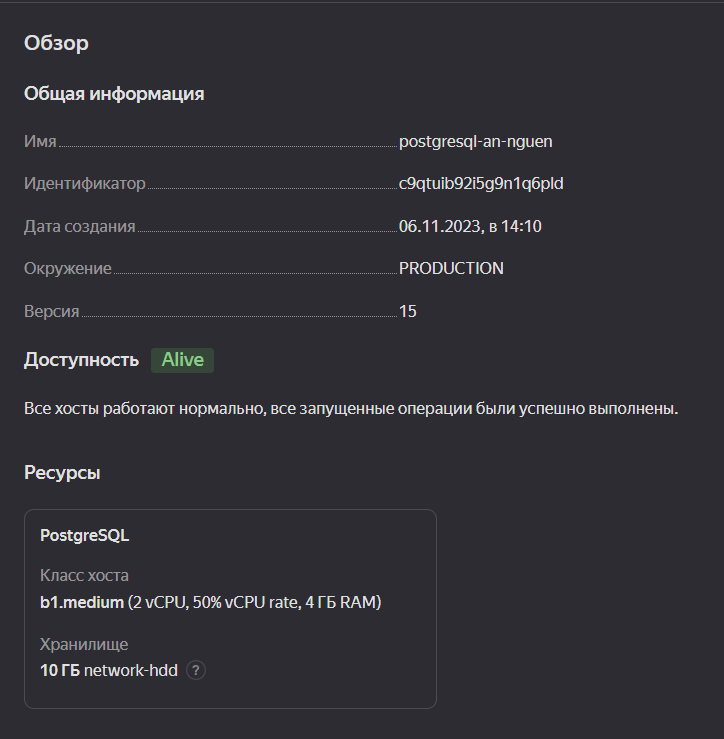 Обзор
Общая информация
Имя postgresql-an-nguen
Идентификатор c9qtuib92i5g9n1q6pld
Дата создания 06.11.2023, в 14:10
Окружение PRODUCTION
Версия 15
Доступность Alive
Все хосты работают нормально, все запущенные операции были успешно выполнены.
Ресурсы
PostgreSQL
Класс хоста
b1.medium (2 vCPU, 50% vCPU rate, 4 ГБ RAM)
Хранилище
10 ГБ network-hdd ?